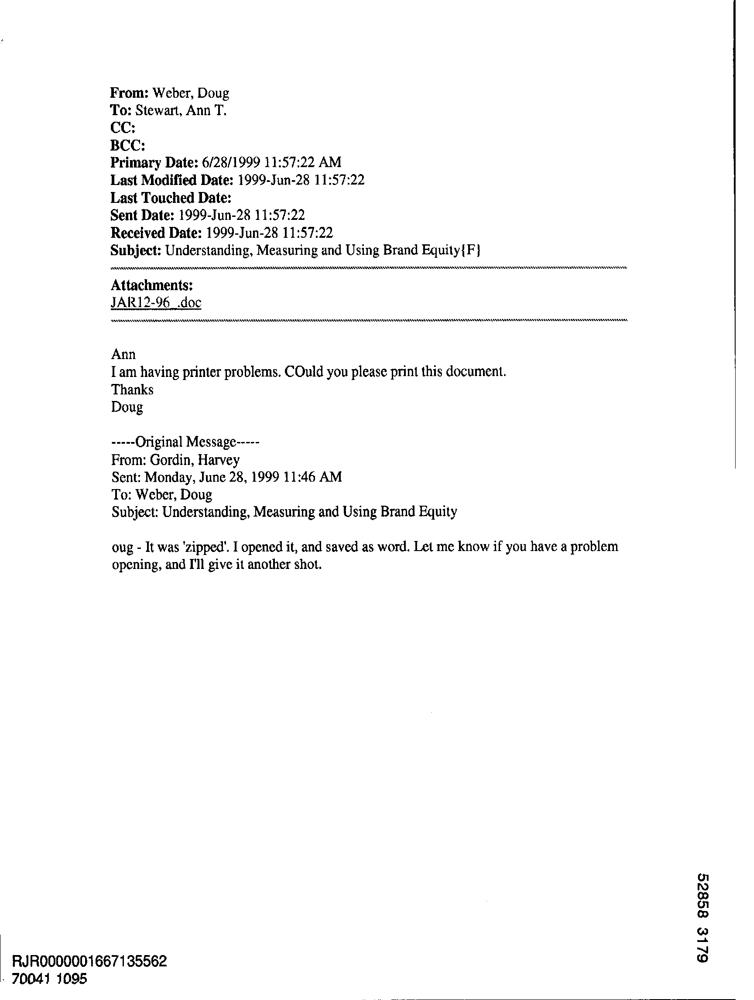 From: Weber, Doug
To: Stewart, Ann T.
CC:
BCC:
Primary Date: 6/28/1999 11:57:22 AM
Last Modified Date: 1999-Jun-28 11:57:22
Last Touched Date:
Sent Date: 1999-Jun-28 11:57:22
Received Date: 1999-Jun-28 11:57:22
Subject: Understanding, Measuring and Using Brand Equity{F}
Attachments:
JAR12-96_.doc
Ann
I am having printer problems. COuld you please print this document.
Thanks
Doug
-----Original Message-----
From: Gordin, Harvey
Sent: Monday, June 28, 1999 11:46 AM
To: Weber, Doug
Subject: Understanding, Measuring and Using Brand Equity
oug - It was 'zipped'. I opened it, and saved as word. Let me know if you have a problem
opening, and I'll give it another shot.
52858 3179
RJR0000001667135562
70041 1095